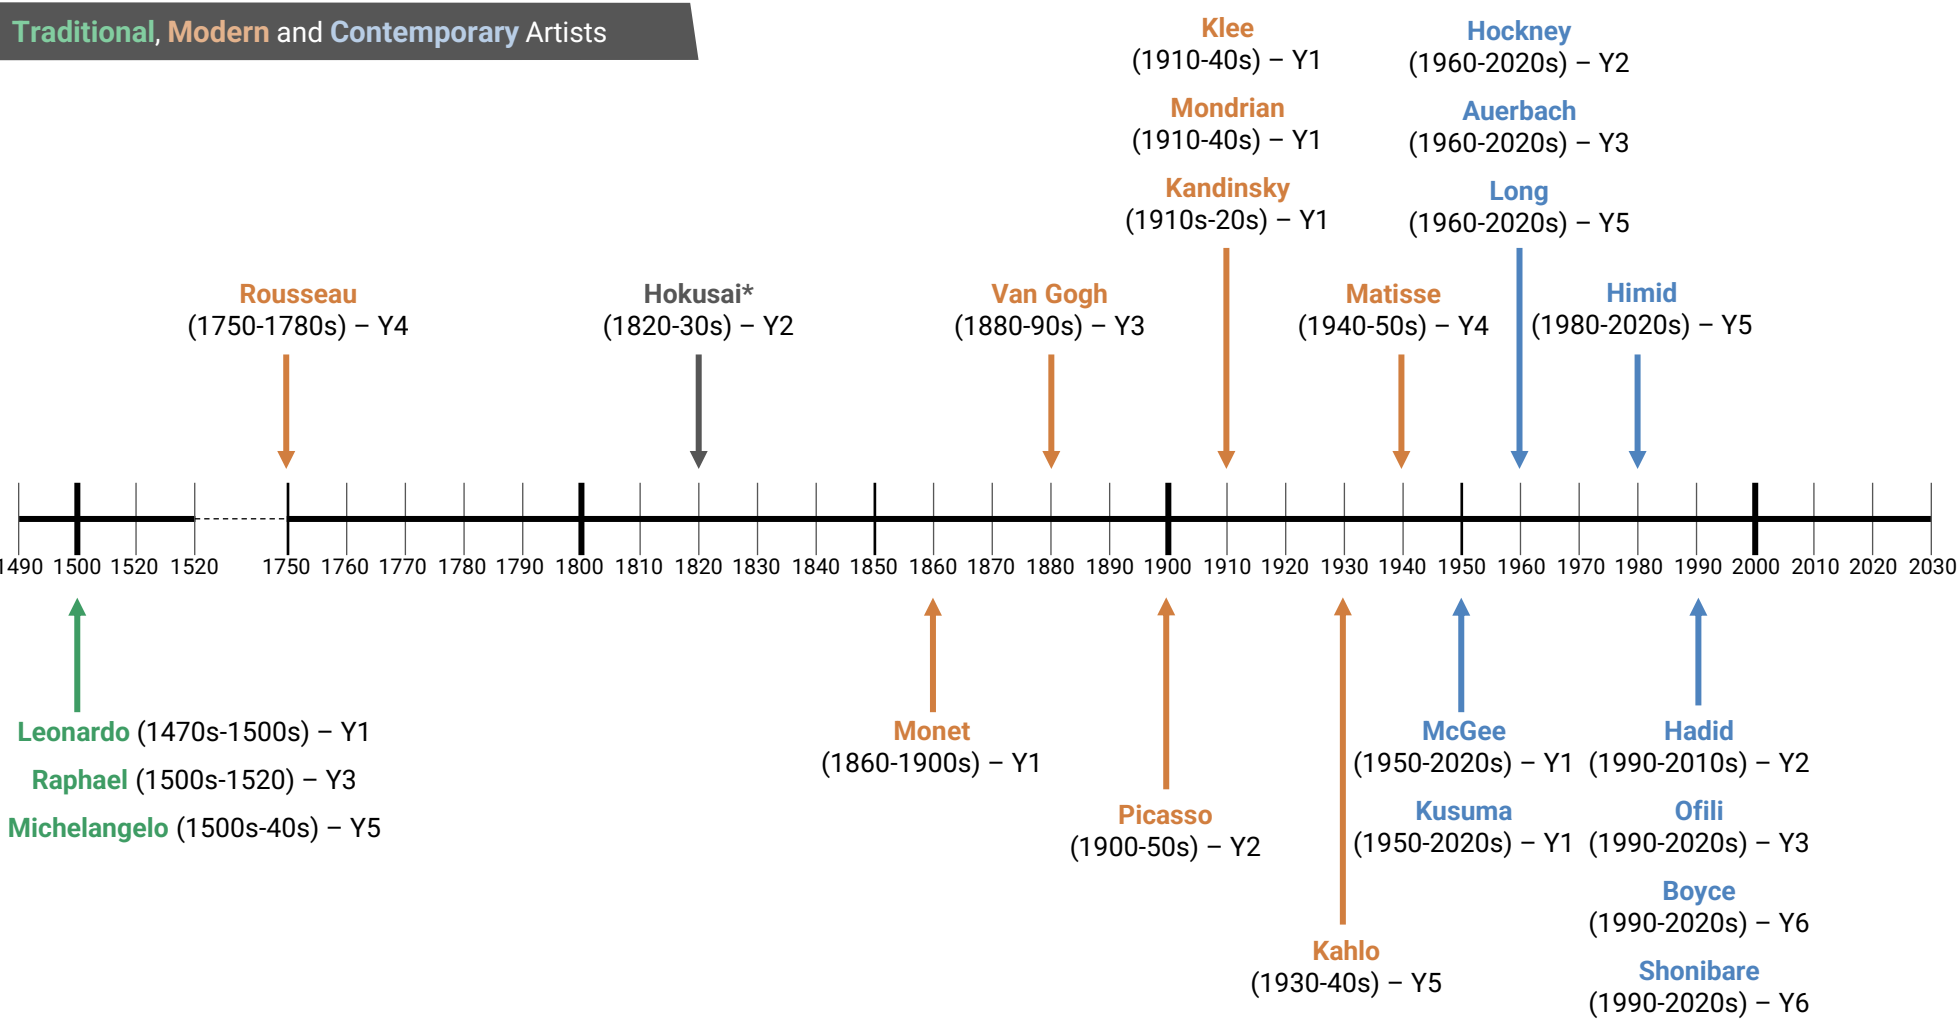 Traditional, Modern and Contemporary Artists
Klee
(1910-40s) – Y1
Mondrian
(1910-40s) – Y1
Kandinsky
(1910s-20s) – Y1
Hockney
(1960-2020s) – Y2
Auerbach
(1960-2020s) – Y3
Long
(1960-2020s) – Y5
Rousseau
(1750-1780s) – Y4
Hokusai*
(1820-30s) – Y2
Van Gogh
(1880-90s) – Y3
Matisse
(1940-50s) – Y4
Himid
(1980-2020s) – Y5
1490 1500 1520 1520 1750 1760 1770 1780 1790 1800 1810 1820 1830 1840 1850 1860 1870 1880 1890 1900 1910 1920 1930 1940 1950 1960 1970 1980 1990 2000 2010 2020 2030
Leonardo (1470s-1500s) – Y1
Raphael (1500s-1520) – Y3
Michelangelo (1500s-40s) – Y5
Monet
(1860-1900s) – Y1
Picasso
(1900-50s) – Y2
Kahlo
(1930-40s) – Y5
McGee
(1950-2020s) – Y1
Kusuma
(1950-2020s) – Y1
Hadid
(1990-2010s) – Y2
Ofili
(1990-2020s) – Y3
Boyce
(1990-2020s) – Y6
Shonibare
(1990-2020s) – Y6